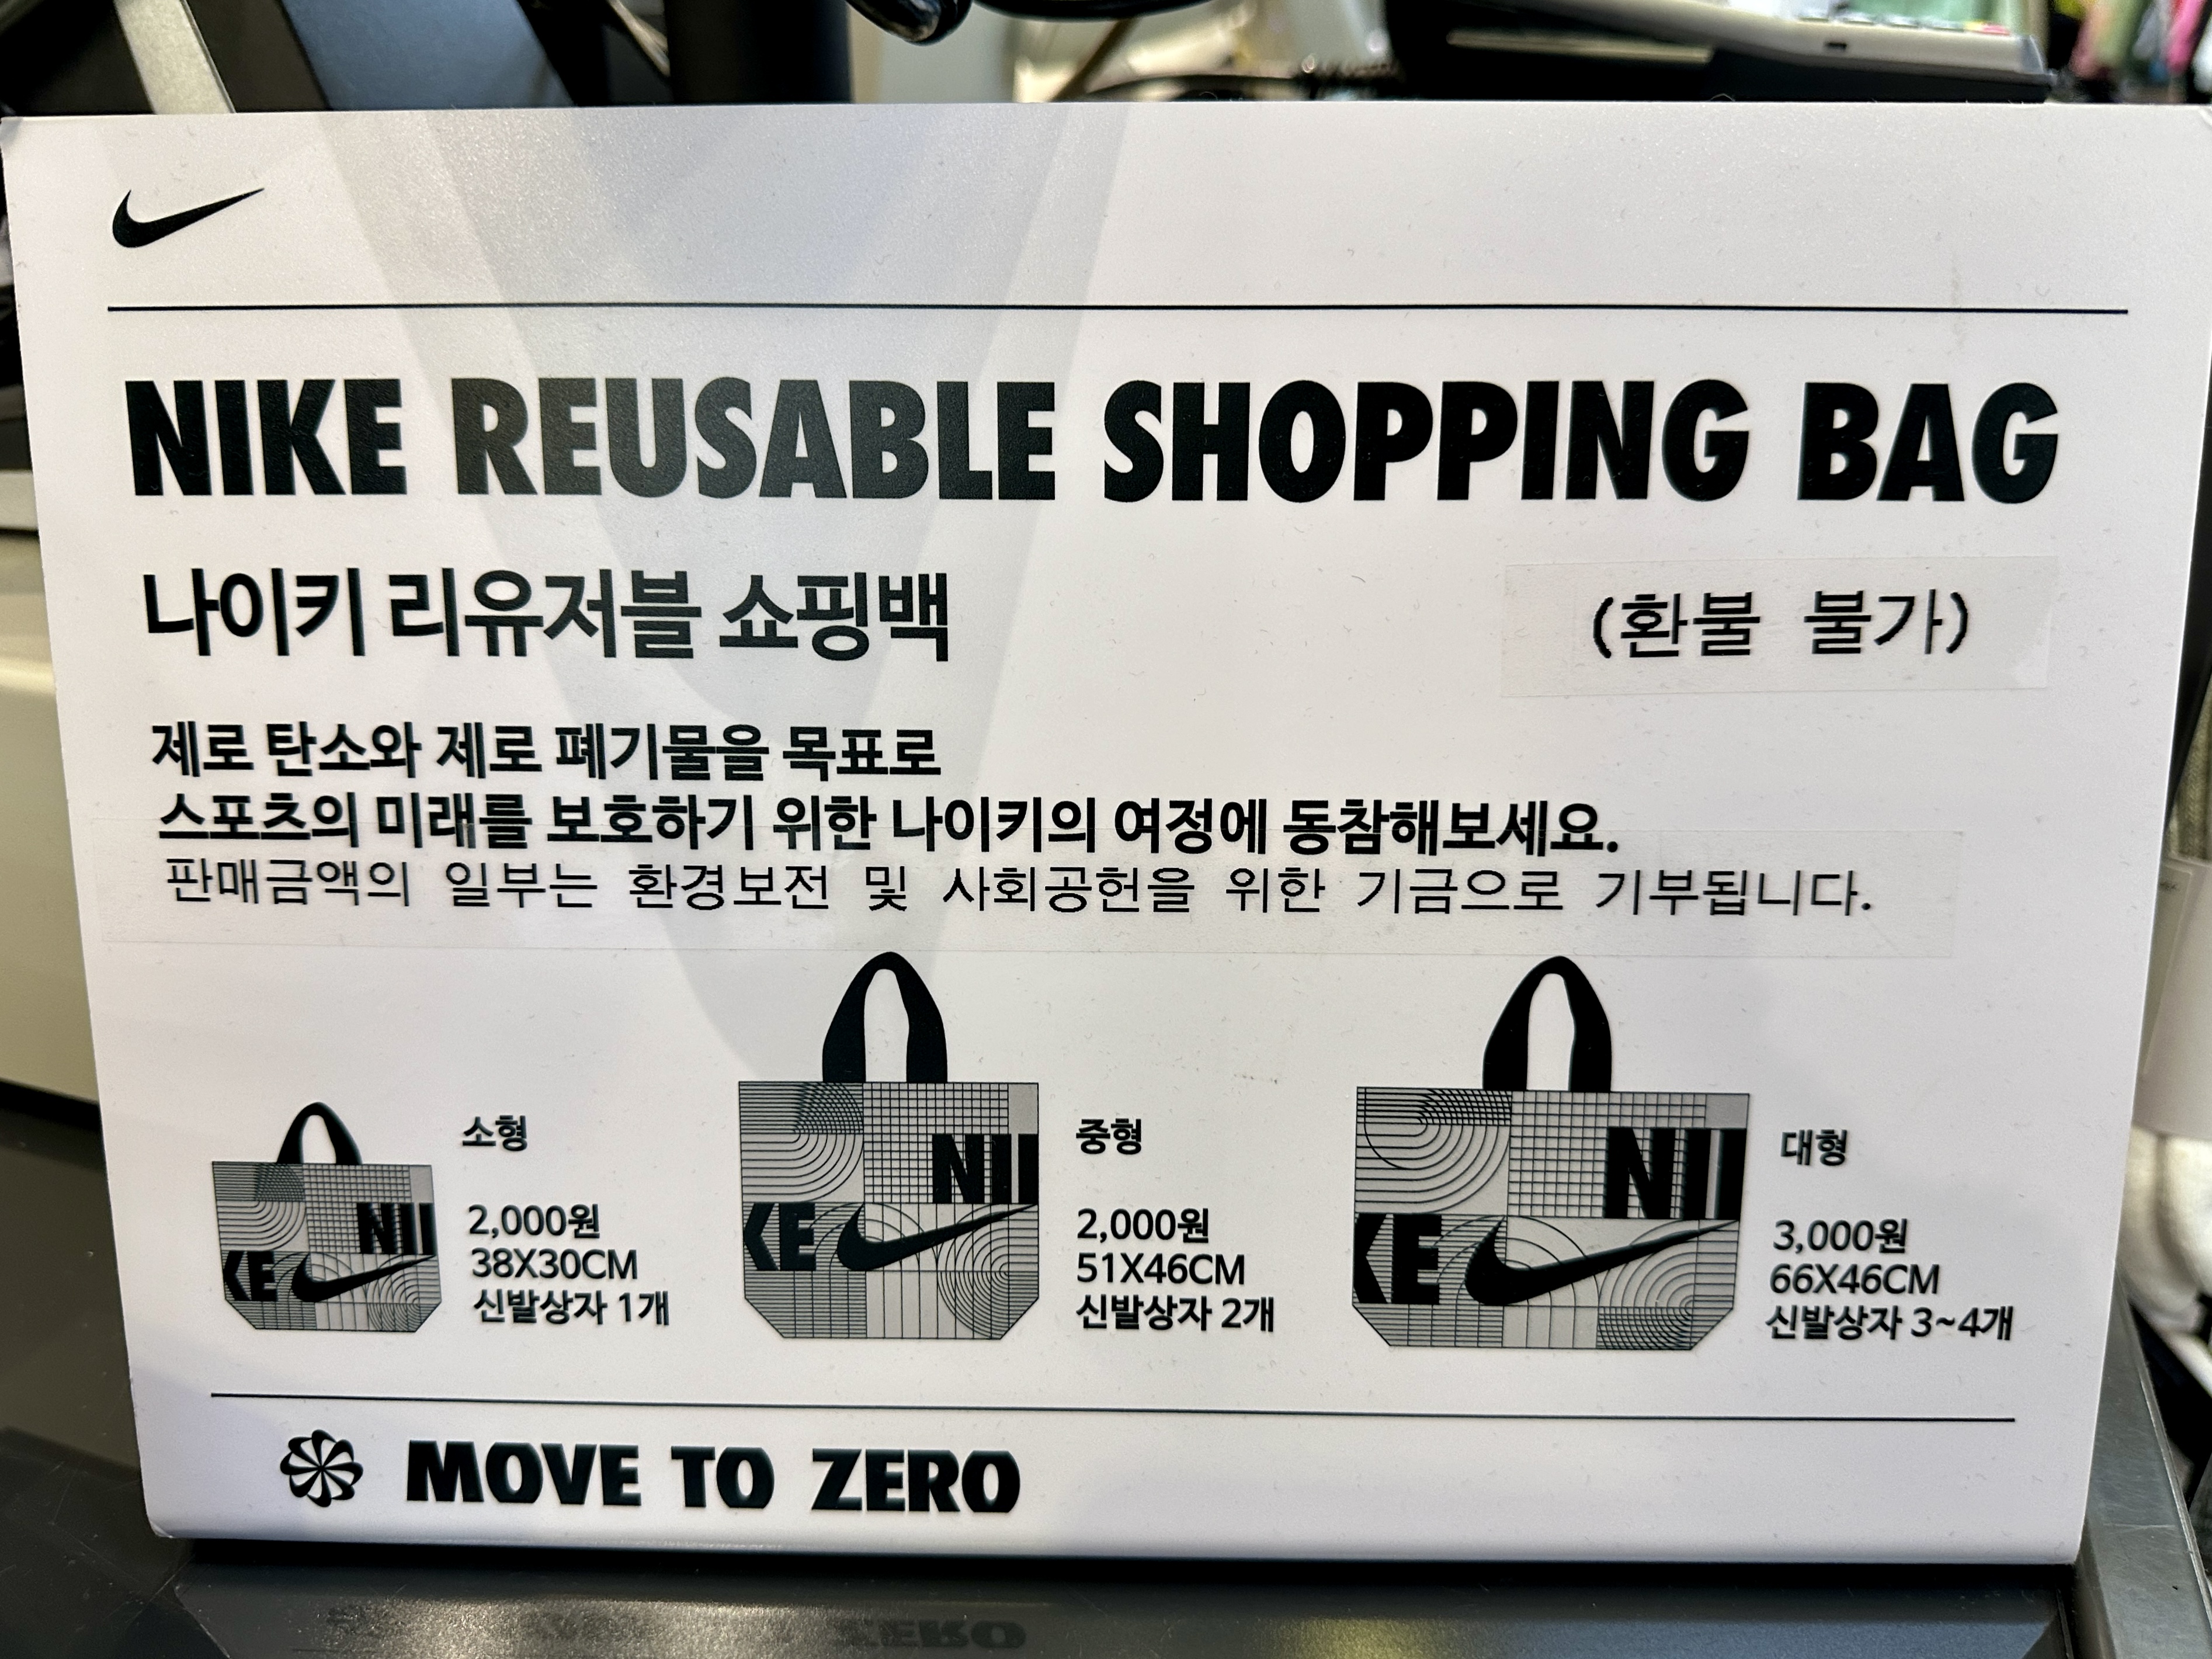 NIKE REUSABLE SHOPPING BAG
나이키 리유저블 쇼핑백
(환불 불가)
제로 탄소와 제로 폐기물을 목표로
스포츠의 미래를 보호하기 위한 나이키의 여정에 동참해보세요.
판매금액의 일부는 환경보전 및 사회공헌을 위한 기금으로 기부됩니다.
NII
KE
소형
2,000원
38X30CM
신발상자 1개
NII
KE
중형
2,000원
51X46CM
신발상자 2개
NII
KE
대형
3,000원
66X46CM
신발상자 3~4개
MOVE TO ZERO